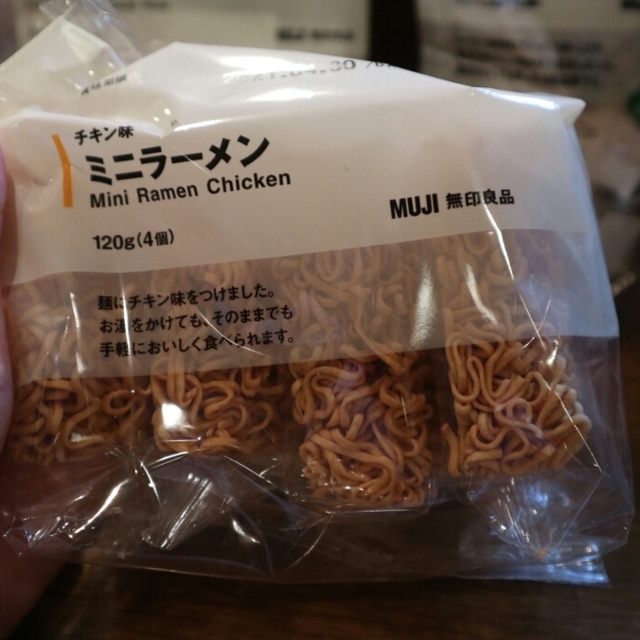 チキン味
ミニラーメン
Mini Ramen Chicken
MUJI 無印良品
120g(4個)
麺にチキン味をつけました。
お湯をかけても、そのままでも
手軽においしく食べられます。